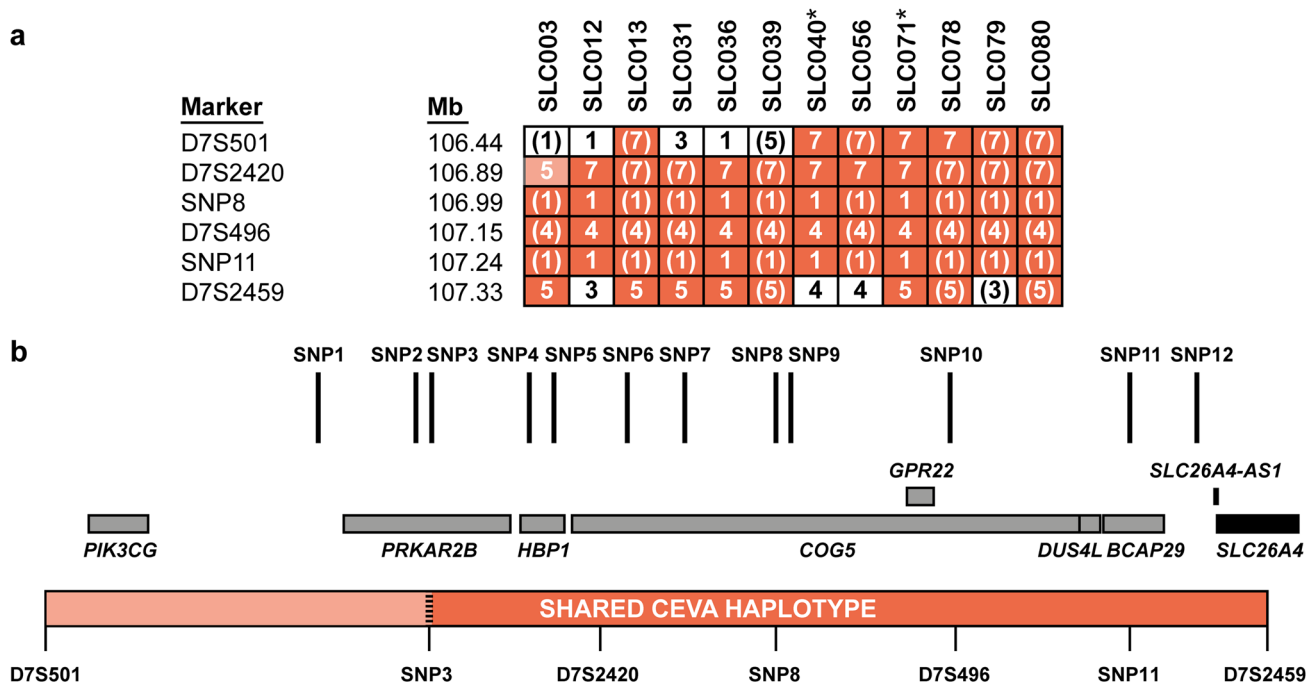 a
SLC003 SLC012 SLC013 SLC031 SLC036 SLC039 SLC040* SLC056 SLC071* SLC078 SLC079 SLC080
Marker Mb
D7S501 106.44 (1) 1 (7) 3 1 (5) 7 (7) 7 7 (7) (7)
D7S2420 106.89 5 7 (7) (7) 7 (7) 7 7 7 (7) (7) (7)
SNP8 106.99 (1) 1 (1) (1) 1 (1) 1 (1) 1 (1) (1) (1)
D7S496 107.15 (4) 4 (4) (4) 4 (4) 4 (4) 4 (4) (4) (4)
SNP11 107.24 (1) 1 (1) (1) 1 (1) 1 (1) 1 (1) (1) (1)
D7S2459 107.33 5 3 5 5 5 (5) 4 4 5 (5) (3) (5)
b
SNP1 SNP2 SNP3 SNP4 SNP5 SNP6 SNP7 SNP8 SNP9 SNP10 SNP11 SNP12
GPR22 SLC26A4-AS1
PIK3CG PRKAR2B HBP1 COG5 DUS4L BCAP29 SLC26A4
SHARED CEVA HAPLOTYPE
D7S501 SNP3 D7S2420 SNP8 D7S496 SNP11 D7S2459